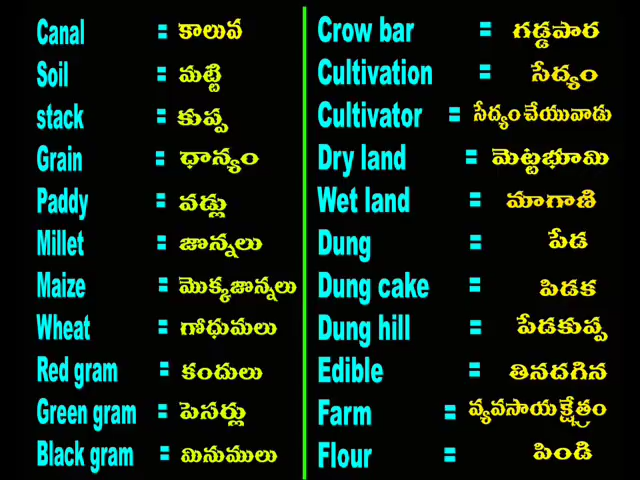 Canal = కాలువ
Soil = మట్టి
stack = కుప్ప
Grain = ధాన్యం
Paddy = వడ్లు
Millet = జొన్నలు
Maize = మొక్కజొన్నలు
Wheat = గోధుమలు
Red gram = కందులు
Green gram = పెసర్లు
Black gram = మినుములు
Crow bar = గడ్డపార
Cultivation = సేద్యం
Cultivator = సేద్యంచేయువాడు
Dry land = మెట్టభూమి
Wet land = మాగాణి
Dung = పేడ
Dung cake = పిడక
Dung hill = పేడకుప్ప
Edible = తినదగిన
Farm = వ్యవసాయక్షేత్రం
Flour = పిండి